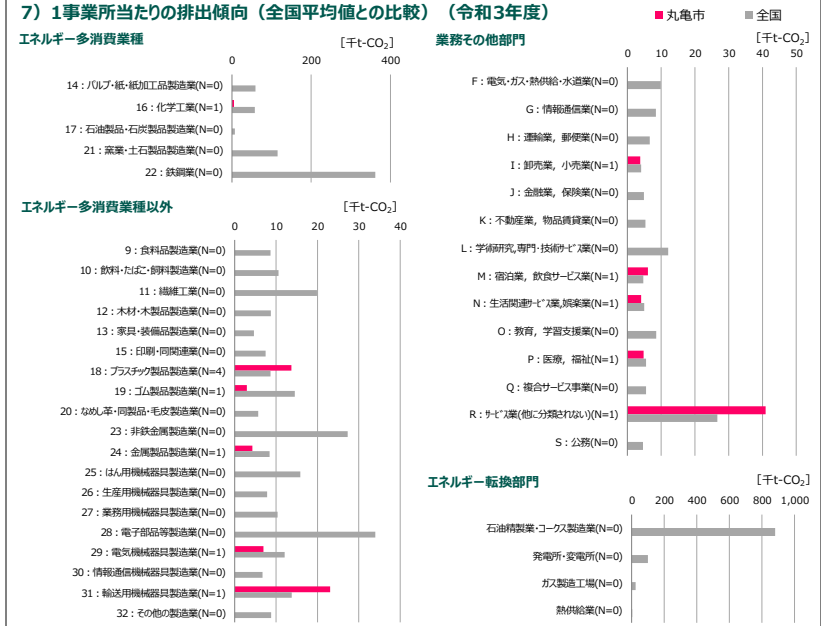 7）1事業所当たりの排出傾向（全国平均値との比較）（令和3年度）
丸亀市 全国
エネルギー多消費業種
[千t-CO₂]
0 200 400
14：パルプ・紙・紙加工品製造業(N=0)
16：化学工業(N=1)
17：石油製品・石炭製品製造業(N=0)
21：窯業・土石製品製造業(N=0)
22：鉄鋼業(N=0)
エネルギー多消費業種以外
[千t-CO₂]
0 10 20 30 40
9：食料品製造業(N=0)
10：飲料・たばこ・飼料製造業(N=0)
11：繊維工業(N=0)
12：木材・木製品製造業(N=0)
13：家具・装備品製造業(N=0)
15：印刷・同関連業(N=0)
18：プラスチック製品製造業(N=4)
19：ゴム製品製造業(N=1)
20：なめし革・同製品・毛皮製造業(N=0)
23：非鉄金属製造業(N=0)
24：金属製品製造業(N=1)
25：はん用機械器具製造業(N=0)
26：生産用機械器具製造業(N=0)
27：業務用機械器具製造業(N=0)
28：電子部品等製造業(N=0)
29：電気機械器具製造業(N=1)
30：情報通信機械器具製造業(N=0)
31：輸送用機械器具製造業(N=1)
32：その他の製造業(N=0)
業務その他部門
[千t-CO₂]
0 10 20 30 40 50
F：電気・ガス・熱供給・水道業(N=0)
G：情報通信業(N=0)
H：運輸業，郵便業(N=0)
I：卸売業，小売業(N=1)
J：金融業，保険業(N=0)
K：不動産業，物品賃貸業(N=0)
L：学術研究,専門・技術ｻｰﾋﾞｽ業(N=0)
M：宿泊業，飲食サービス業(N=1)
N：生活関連ｻｰﾋﾞｽ業,娯楽業(N=1)
O：教育，学習支援業(N=0)
P：医療，福祉(N=1)
Q：複合サービス事業(N=0)
R：ｻｰﾋﾞｽ業(他に分類されない)(N=1)
S：公務(N=0)
エネルギー転換部門
[千t-CO₂]
0 200 400 600 800 1,000
石油精製業・コークス製造業(N=0)
発電所・変電所(N=0)
ガス製造工場(N=0)
熱供給業(N=0)